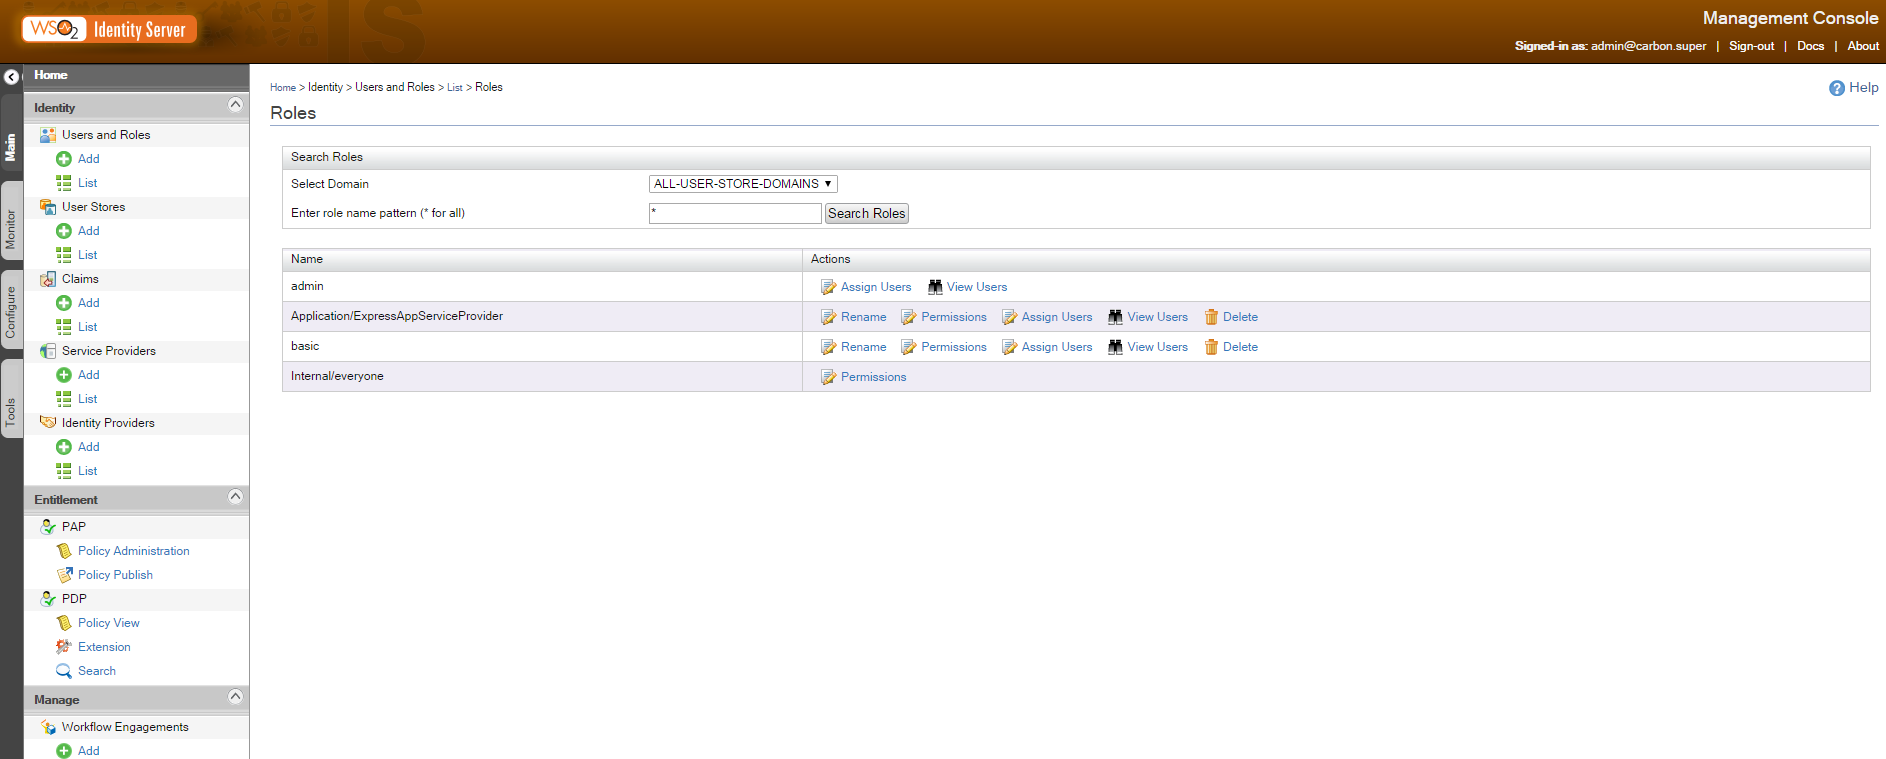 WSO2 Identity Server
Management Console
Signed-in as: admin@carbon.super | Sign-out | Docs | About
Main
Monitor
Configure
Tools
Home
Identity
Users and Roles
Add
List
User Stores
Add
List
Claims
Add
List
Service Providers
Add
List
Identity Providers
Add
List
Entitlement
PAP
Policy Administration
Policy Publish
PDP
Policy View
Extension
Search
Manage
Workflow Engagements
Add
Home > Identity > Users and Roles > List > Roles
Help
Roles
Search Roles
Select Domain ALL-USER-STORE-DOMAINS
Enter role name pattern (* for all) * Search Roles
Name Actions
admin Assign Users View Users
Application/ExpressAppServiceProvider Rename Permissions Assign Users View Users Delete
basic Rename Permissions Assign Users View Users Delete
Internal/everyone Permissions